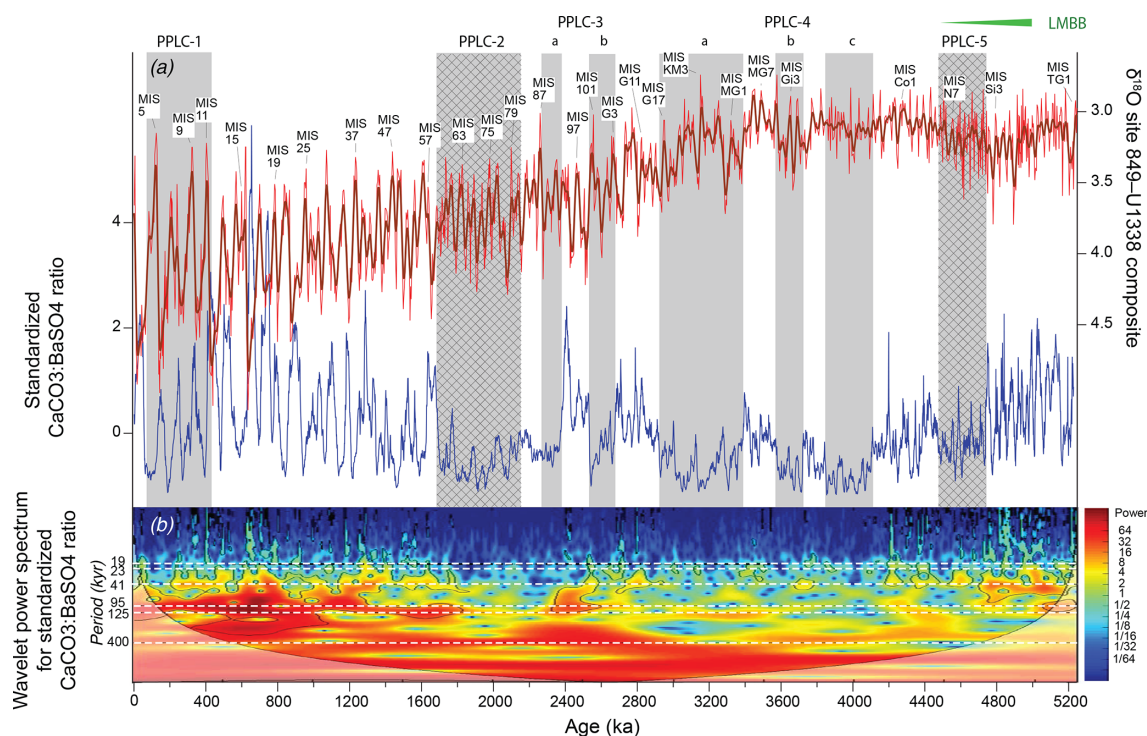 PPLC-3
PPLC-4
LMBB
PPLC-1
PPLC-2
a
b
a
b
c
PPLC-5
(a)
MIS
5
MIS
9
MIS
11
MIS
15
MIS
19
MIS
25
MIS
37
MIS
47
MIS
57
MIS
63
MIS
75
MIS
79
MIS
87
MIS
97
MIS
101
MIS
G3
MIS
G11
MIS
G17
MIS
KM3
MIS
MG1
MIS
MG7
MIS
Gi3
MIS
Co1
MIS
N7
MIS
Si3
MIS
TG1
3.0
3.5
4.0
4.5
δ18O site 849–U1338 composite
4
2
0
Standardized
CaCO3:BaSO4 ratio
(b)
Wavelet power spectrum
for standardized
CaCO3:BaSO4 ratio
Period (kyr)
19
23
41
95
125
400
Power
64
32
16
8
4
2
1
1/2
1/4
1/8
1/16
1/32
1/64
0 400 800 1200 1600 2000 2400 2800 3200 3600 4000 4400 4800 5200
Age (ka)